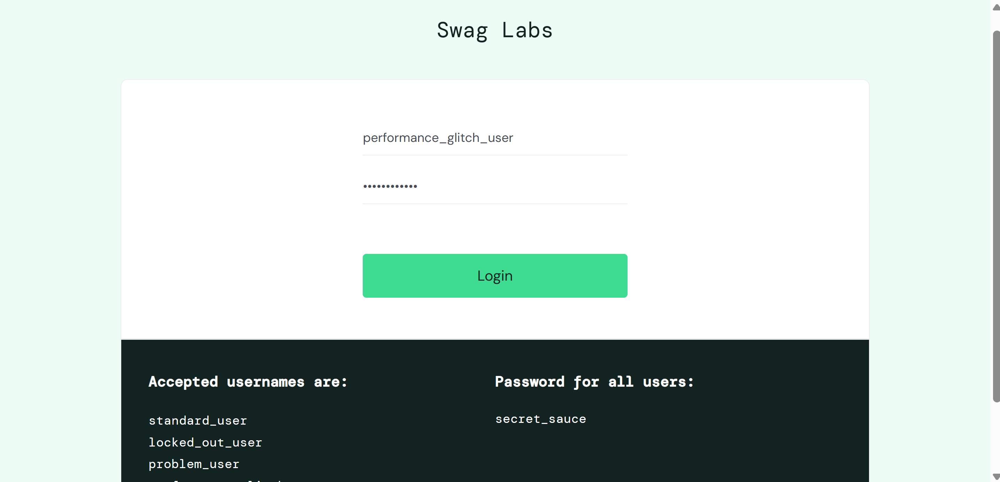 Swag Labs
performance_glitch_user
••••••••••••
Login
Accepted usernames are:
Password for all users:
standard_user
secret_sauce
locked_out_user
problem_user